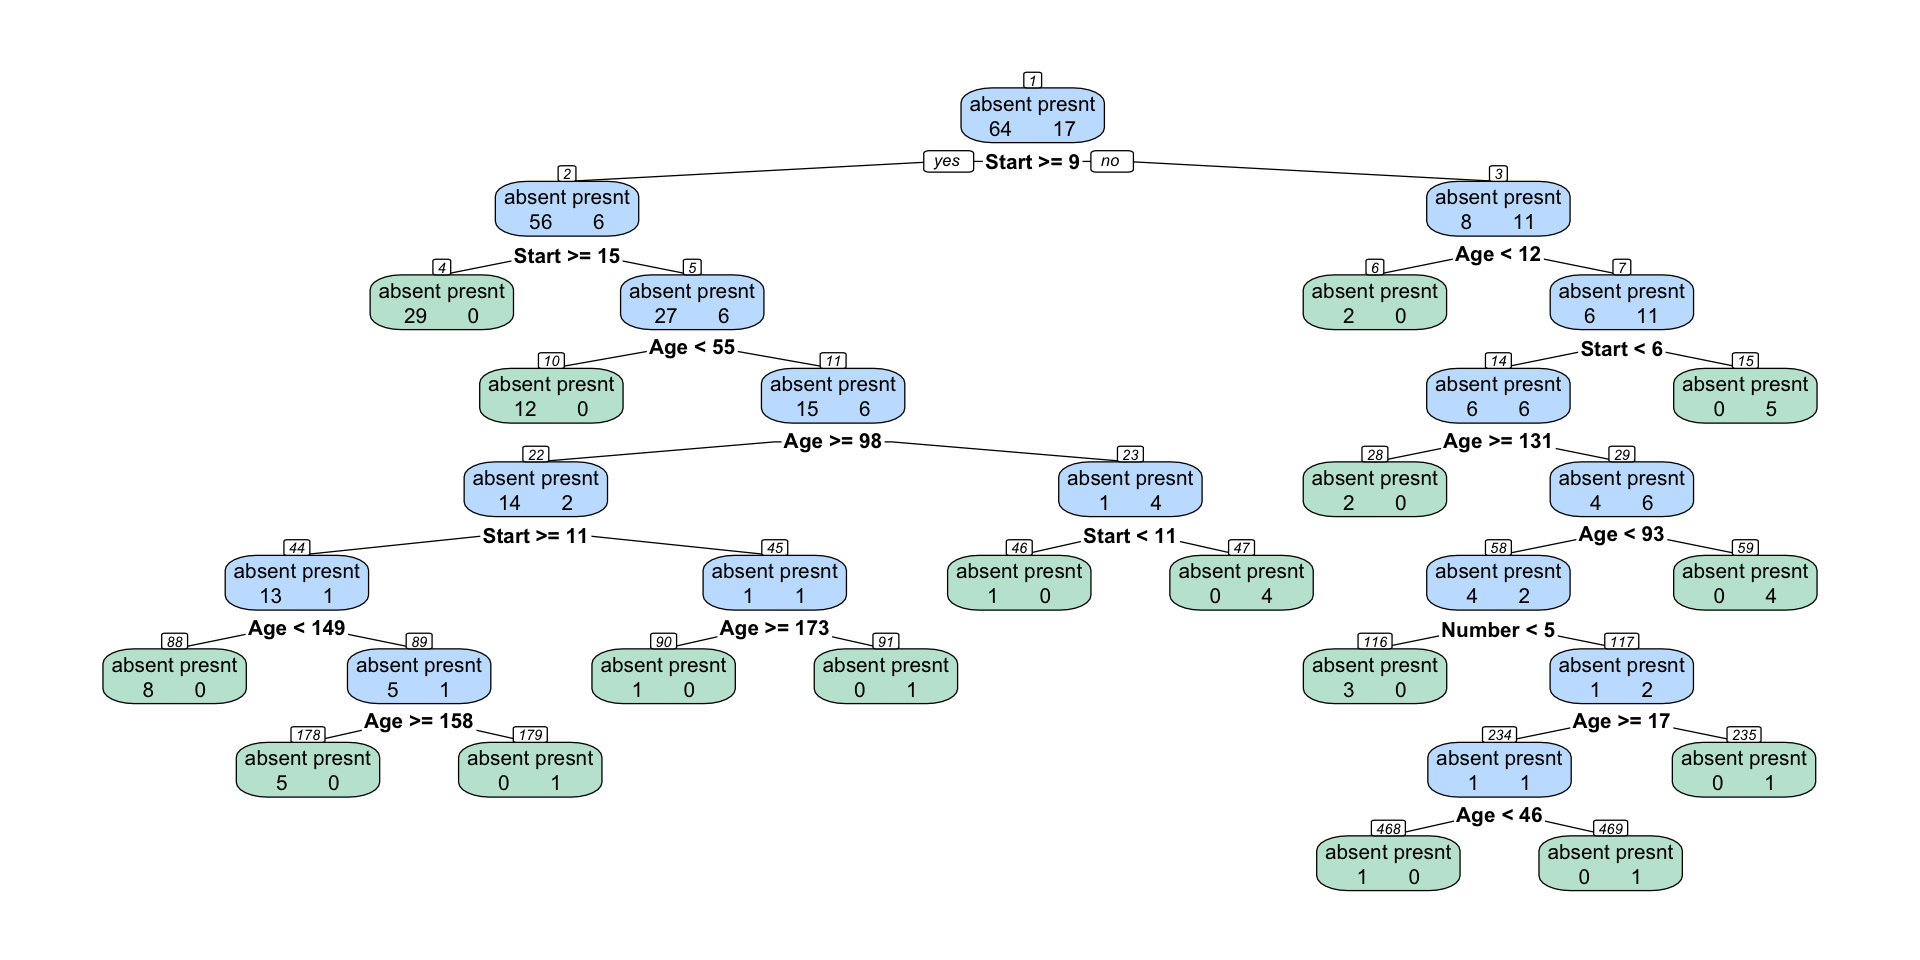 1
absent presnt
64 17
yes Start >= 9 no
2
absent presnt
56 6
3
absent presnt
8 11
Start >= 15
Age < 12
4
absent presnt
29 0
5
absent presnt
27 6
6
absent presnt
2 0
7
absent presnt
6 11
Age < 55
Start < 6
10
absent presnt
12 0
11
absent presnt
15 6
14
absent presnt
6 6
15
absent presnt
0 5
Age >= 98
Age >= 131
22
absent presnt
14 2
23
absent presnt
1 4
28
absent presnt
2 0
29
absent presnt
4 6
Start >= 11
Start < 11
Age < 93
44
absent presnt
13 1
45
absent presnt
1 1
46
absent presnt
1 0
47
absent presnt
0 4
58
absent presnt
4 2
59
absent presnt
0 4
Age < 149
Age >= 173
Number < 5
88
absent presnt
8 0
89
absent presnt
5 1
90
absent presnt
1 0
91
absent presnt
0 1
116
absent presnt
3 0
117
absent presnt
1 2
Age >= 158
Age >= 17
178
absent presnt
5 0
179
absent presnt
0 1
234
absent presnt
1 1
235
absent presnt
0 1
Age < 46
468
absent presnt
1 0
469
absent presnt
0 1